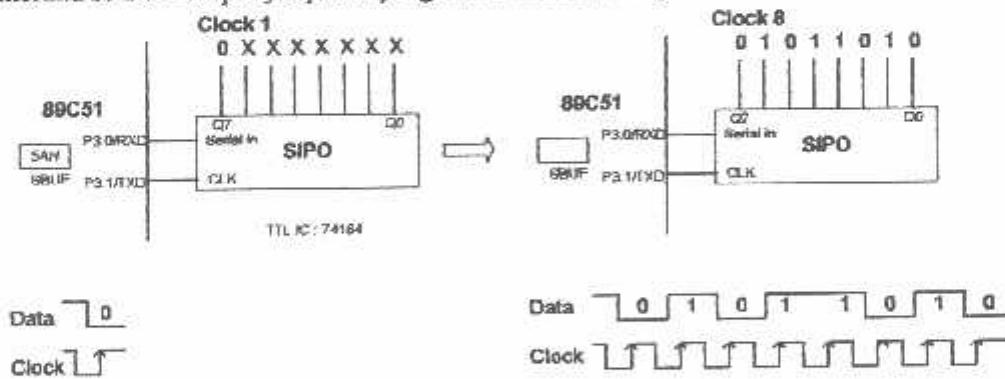 Clock 1
0 X X X X X X X
89C51
P3.0/RXD
5AH
SBUF
P3.1/TXD
Q7
Q0
Serial in
SIPO
CLK
TTL IC : 74164
Clock 8
0 1 0 1 1 0 1 0
89C51
P3.0/RXD
SBUF
P3.1/TXD
Q7
Q0
Serial in
SIPO
CLK
Data 0
Clock
Data 0 1 0 1 1 0 1 0
Clock